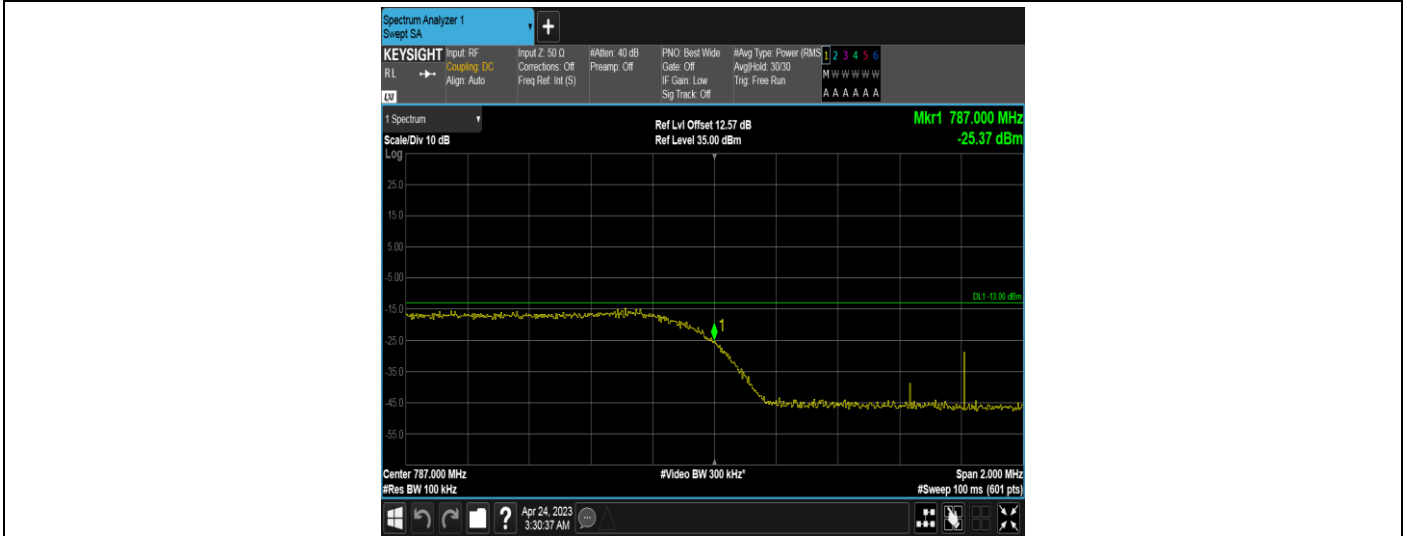 Spectrum Analyzer 1
Swept SA
+
KEYSIGHT Input: RF Input Z: 50 Ω #Atten: 40 dB PNO: Best Wide #Avg Type: Power (RMS 1 2 3 4 5 6
RL Coupling: DC Corrections: Off Preamp: Off Gate: Off Avg|Hold: 30/30 M W W W W W
Align: Auto Freq Ref: Int (S) IF Gain: Low Trig: Free Run
LXI Sig Track: Off A A A A A A
1 Spectrum Ref Lvl Offset 12.57 dB Mkr1 787.000 MHz
Scale/Div 10 dB Ref Level 35.00 dBm -25.37 dBm
Log
25.0
15.0
5.00
-5.00
DL1 -13.00 dBm
-15.0
1
-25.0
-35.0
-45.0
-55.0
Center 787.000 MHz #Video BW 300 kHz* Span 2.000 MHz
#Res BW 100 kHz #Sweep 100 ms (601 pts)
? Apr 24, 2023
3:30:37 AM